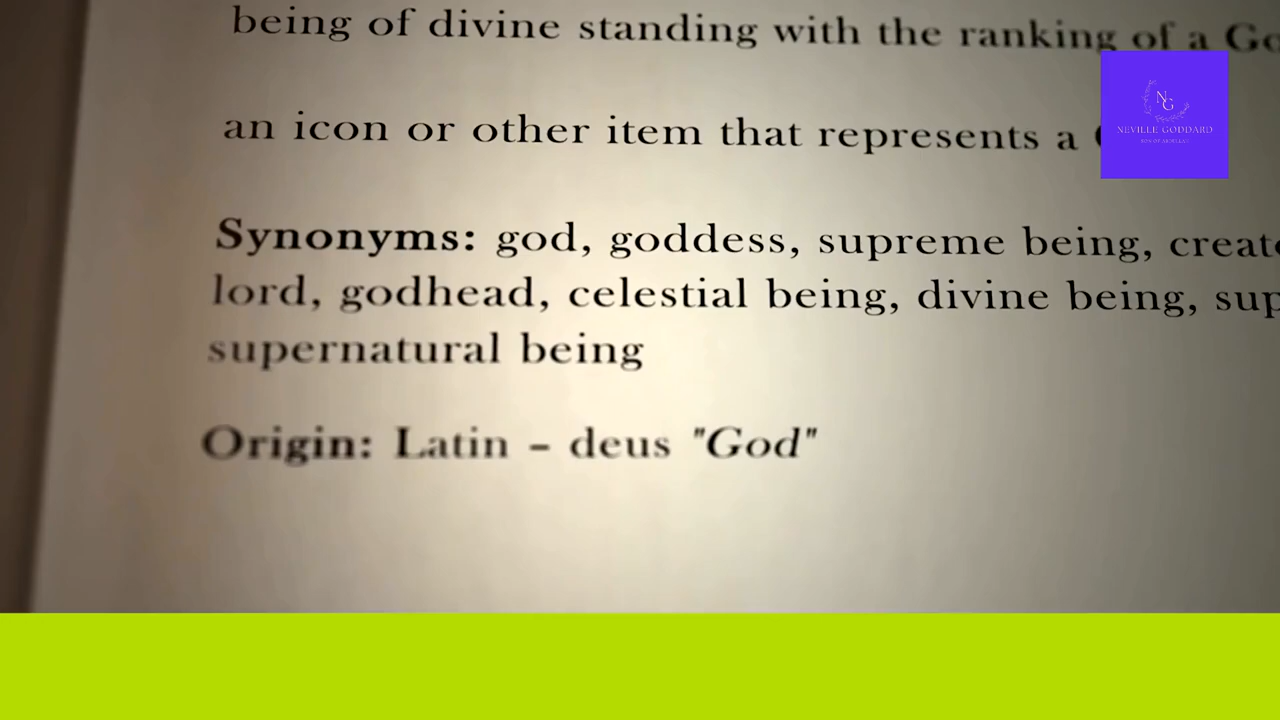 being of divine standing with the ranking of a
an icon or other item that represents a
NEVILLE GODDARD
Synonyms: god, goddess, supreme being,
lord, godhead, celestial being, divine being,
supernatural being
Origin: Latin – deus "God"